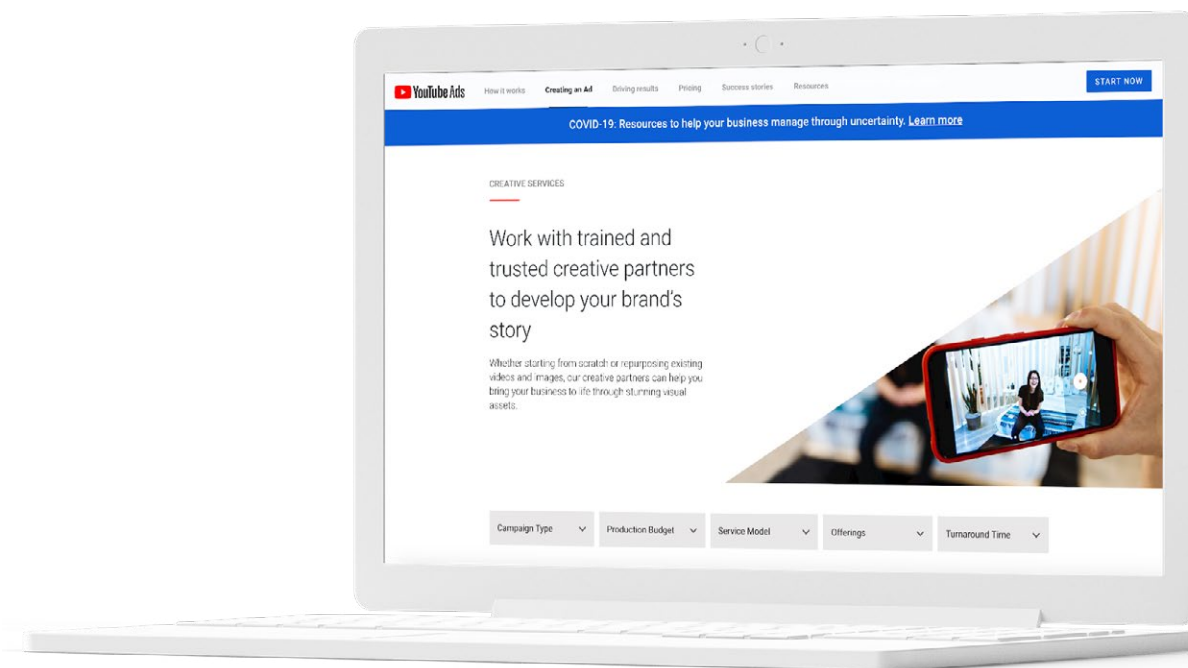 YouTube Ads
How it works
Creating an Ad
Driving results
Pricing
Success stories
Resources
START NOW
COVID-19: Resources to help your business manage through uncertainty. Learn more
CREATIVE SERVICES
Work with trained and
trusted creative partners
to develop your brand's
story
Whether starting from scratch or repurposing existing
videos and images, our creative partners can help you
bring your business to life through stunning visual
assets.
Campaign Type
Production Budget
Service Model
Offerings
Turnaround Time